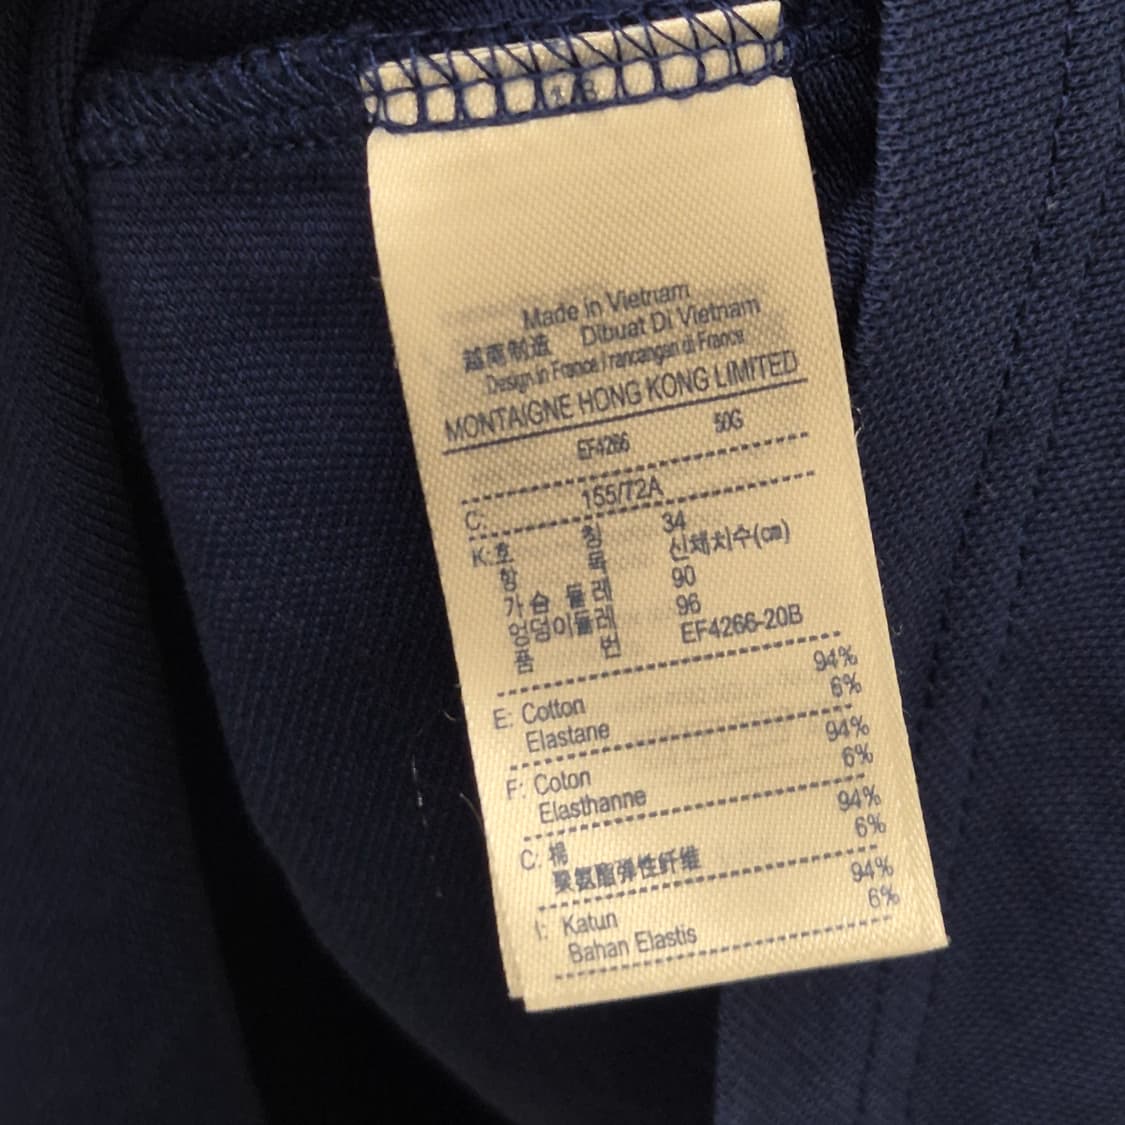 Made in Vietnam
越南制造 Dibuat Di Vietnam
Design in France / rancangan di France
MONTAIGNE HONG KONG LIMITED
EF4266 50G
C: 155/72A
K: 호 칭 34
항 목 신체치수(㎝)
가 슴 둘 레 90
엉덩이둘레 96
품 번 EF4266-20B
E: Cotton 94%
Elastane 6%
F: Coton 94%
Elasthanne 6%
C: 棉 94%
聚氨酯弹性纤维 6%
I: Katun 94%
Bahan Elastis 6%